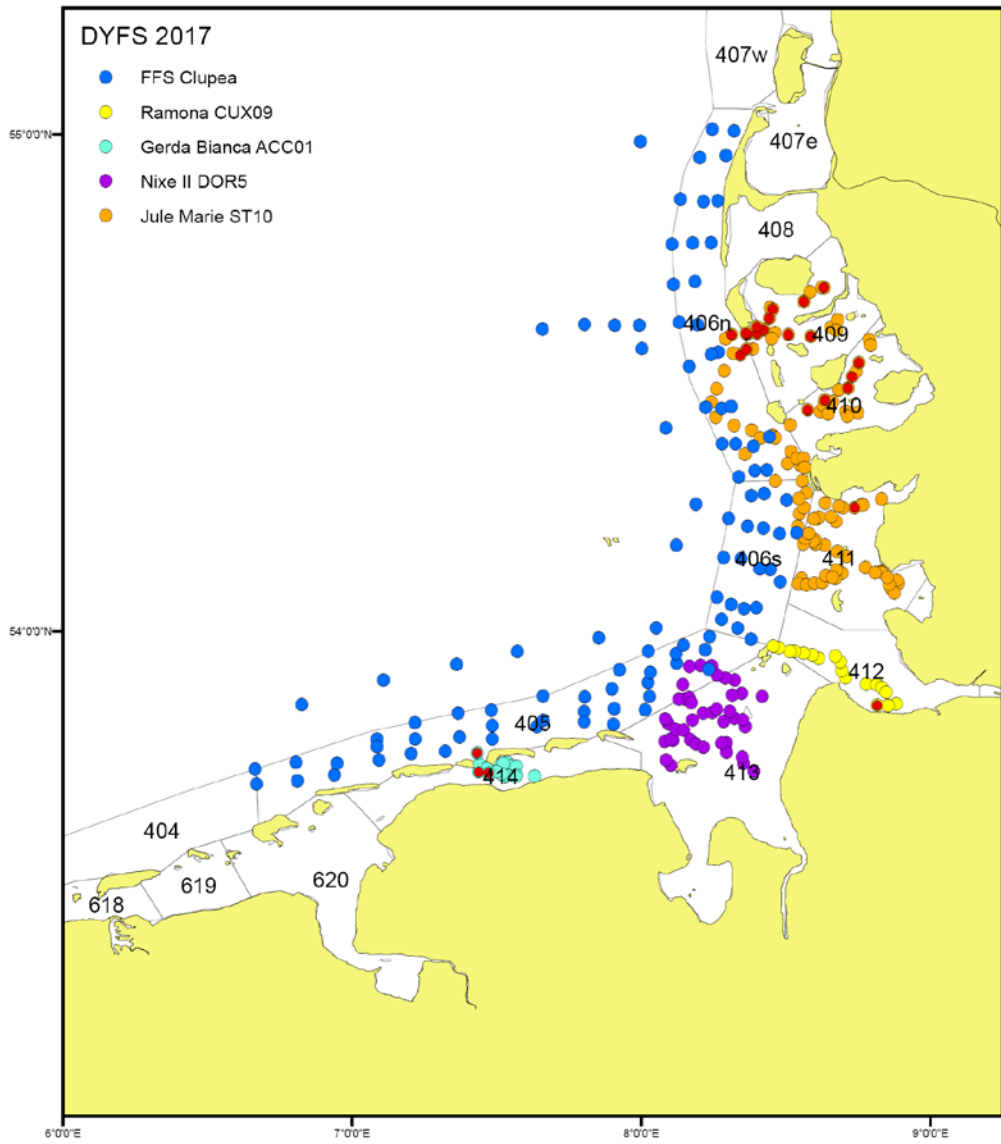 DYFS 2017
FFS Clupea
Ramona CUX09
Gerda Bianca ACC01
Nixe II DOR5
Jule Marie ST10
407w
55°0'0"N
407e
408
406n
409
410
406s
411
54°0'0"N
412
405
413
414
404
620
619
618
6°0'0"E
7°0'0"E
8°0'0"E
9°0'0"E